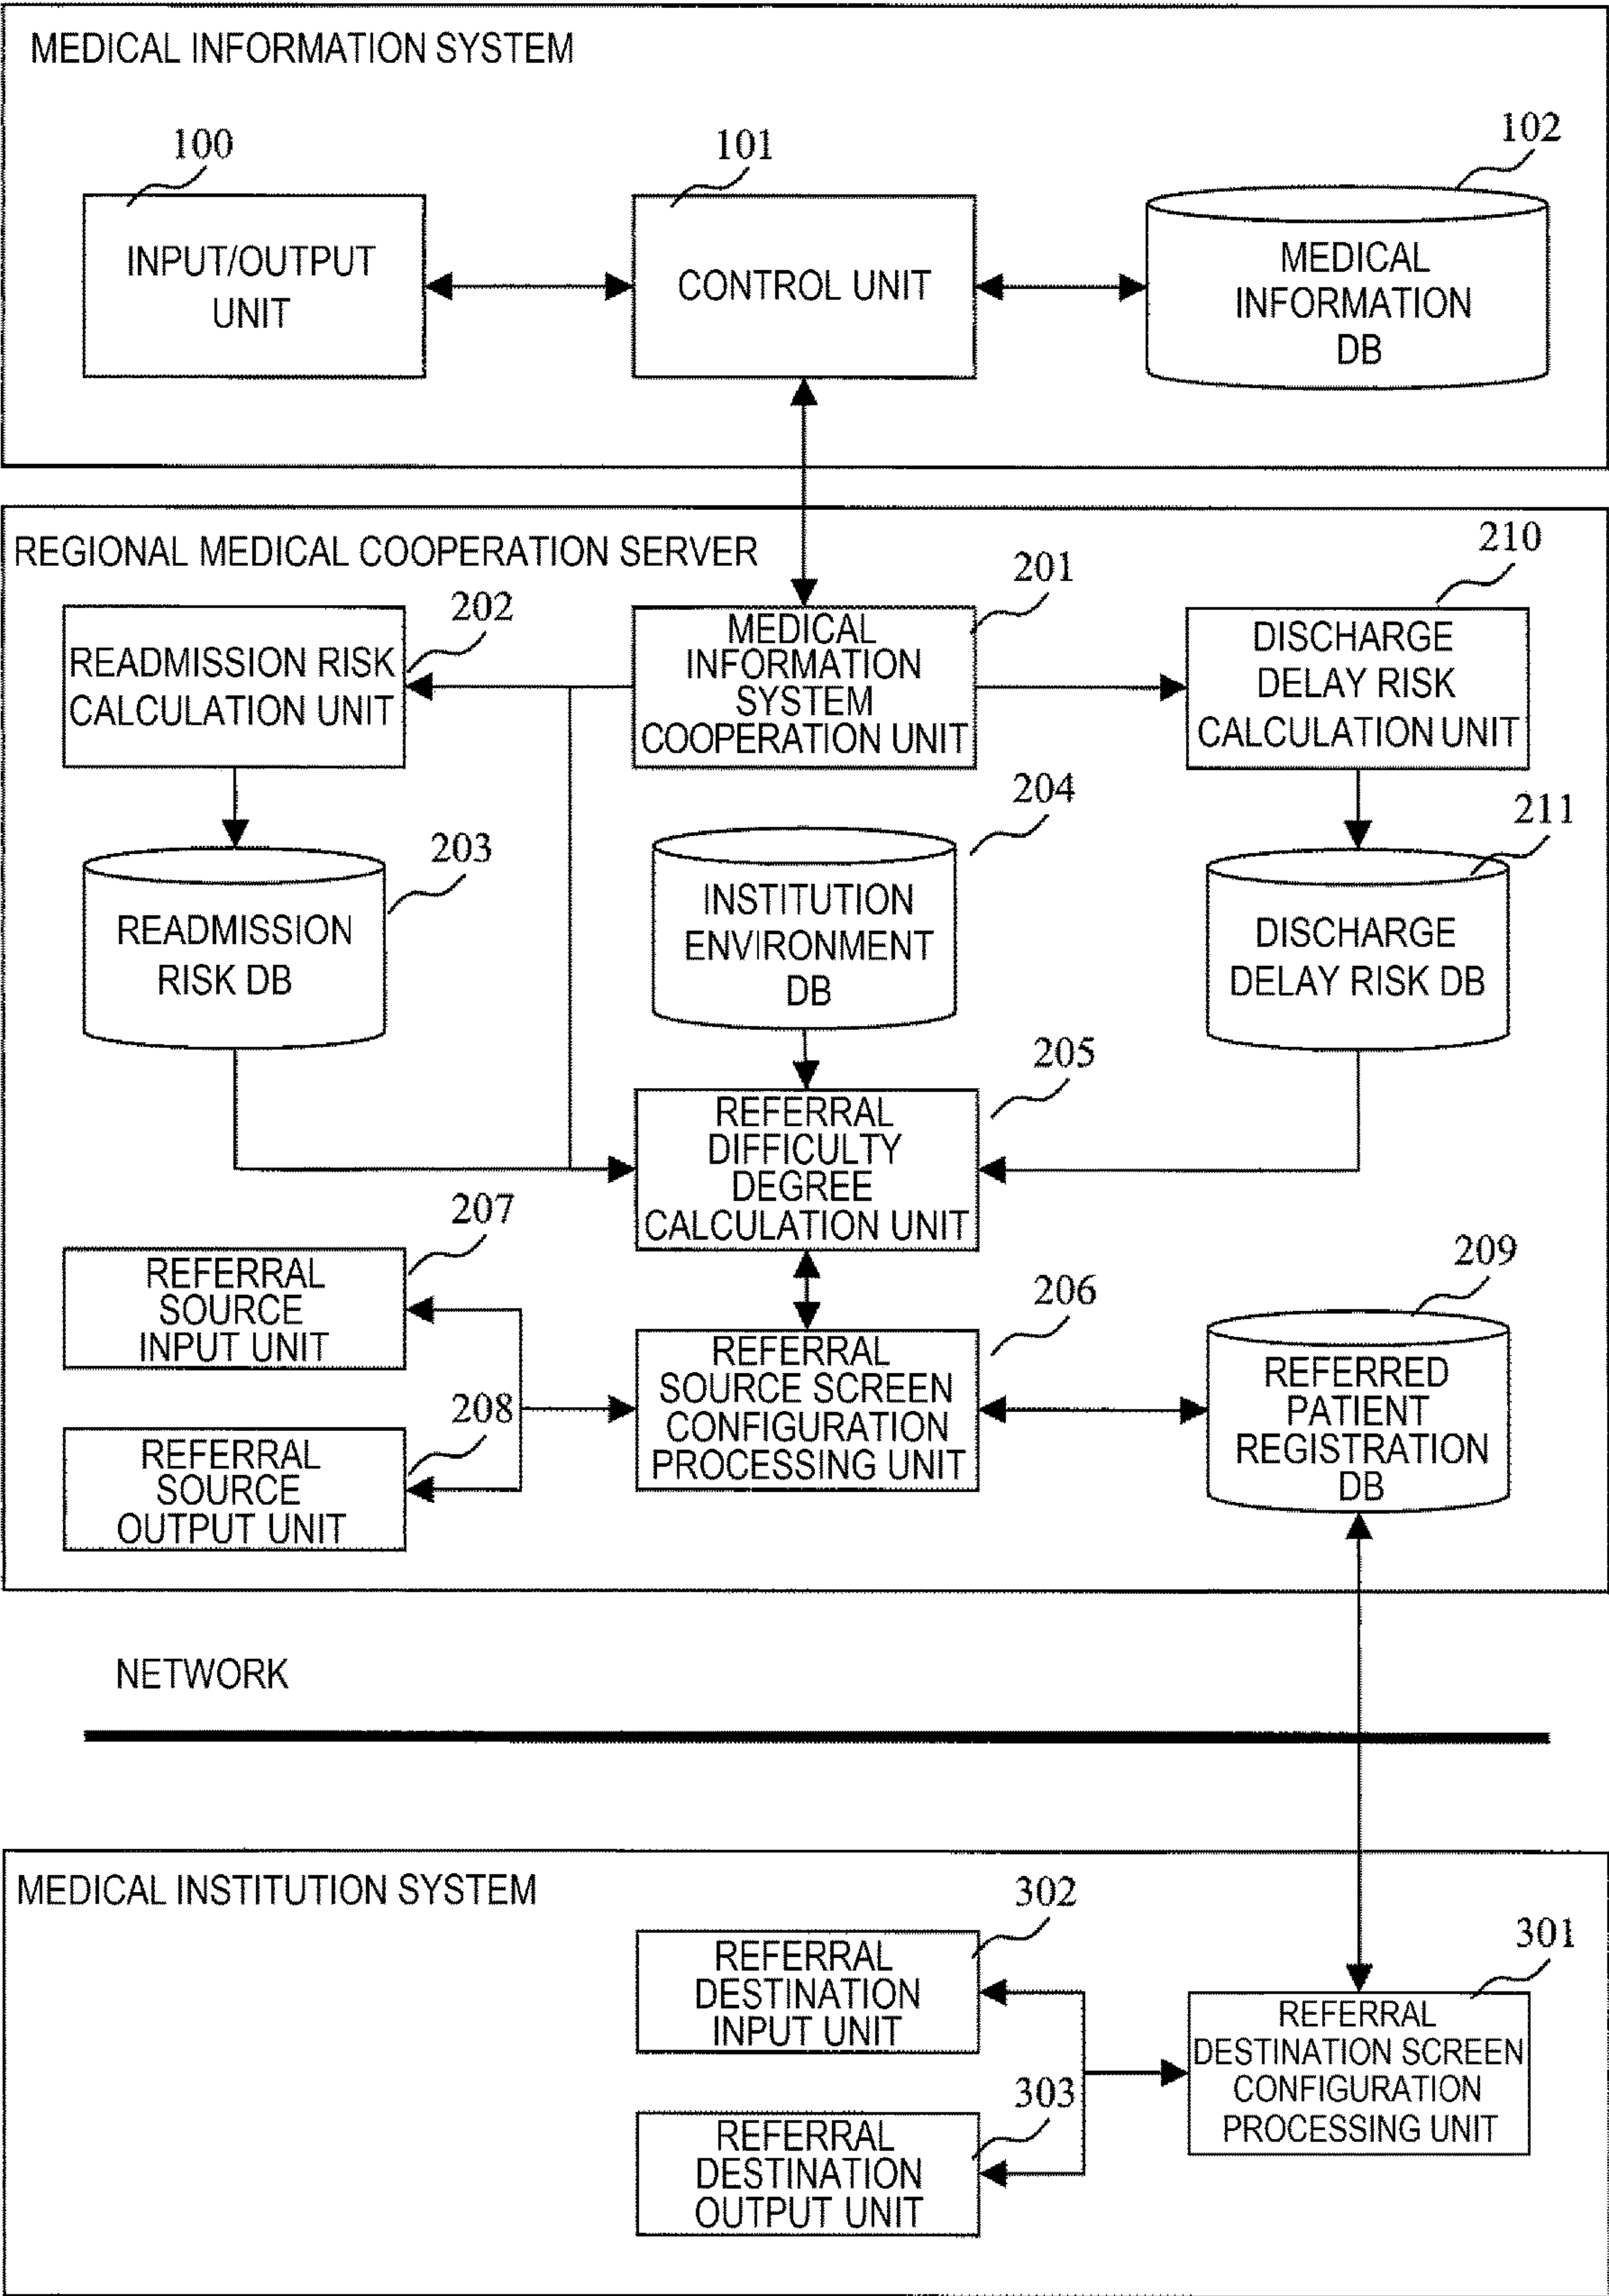 MEDICAL INFORMATION SYSTEM
100
101
102
INPUT/OUTPUT
UNIT
CONTROL UNIT
MEDICAL
INFORMATION
DB
REGIONAL MEDICAL COOPERATION SERVER
202
201
210
READMISSION RISK
CALCULATION UNIT
MEDICAL
INFORMATION
SYSTEM
COOPERATION UNIT
DISCHARGE
DELAY RISK
CALCULATION UNIT
203
204
211
READMISSION
RISK DB
INSTITUTION
ENVIRONMENT
DB
DISCHARGE
DELAY RISK DB
205
REFERRAL
DIFFICULTY
DEGREE
CALCULATION UNIT
207
206
209
REFERRAL
SOURCE
INPUT UNIT
REFERRAL
SOURCE SCREEN
CONFIGURATION
PROCESSING UNIT
REFERRED
PATIENT
REGISTRATION
DB
208
REFERRAL
SOURCE
OUTPUT UNIT
NETWORK
MEDICAL INSTITUTION SYSTEM
302
301
REFERRAL
DESTINATION
INPUT UNIT
REFERRAL
DESTINATION SCREEN
CONFIGURATION
PROCESSING UNIT
303
REFERRAL
DESTINATION
OUTPUT UNIT